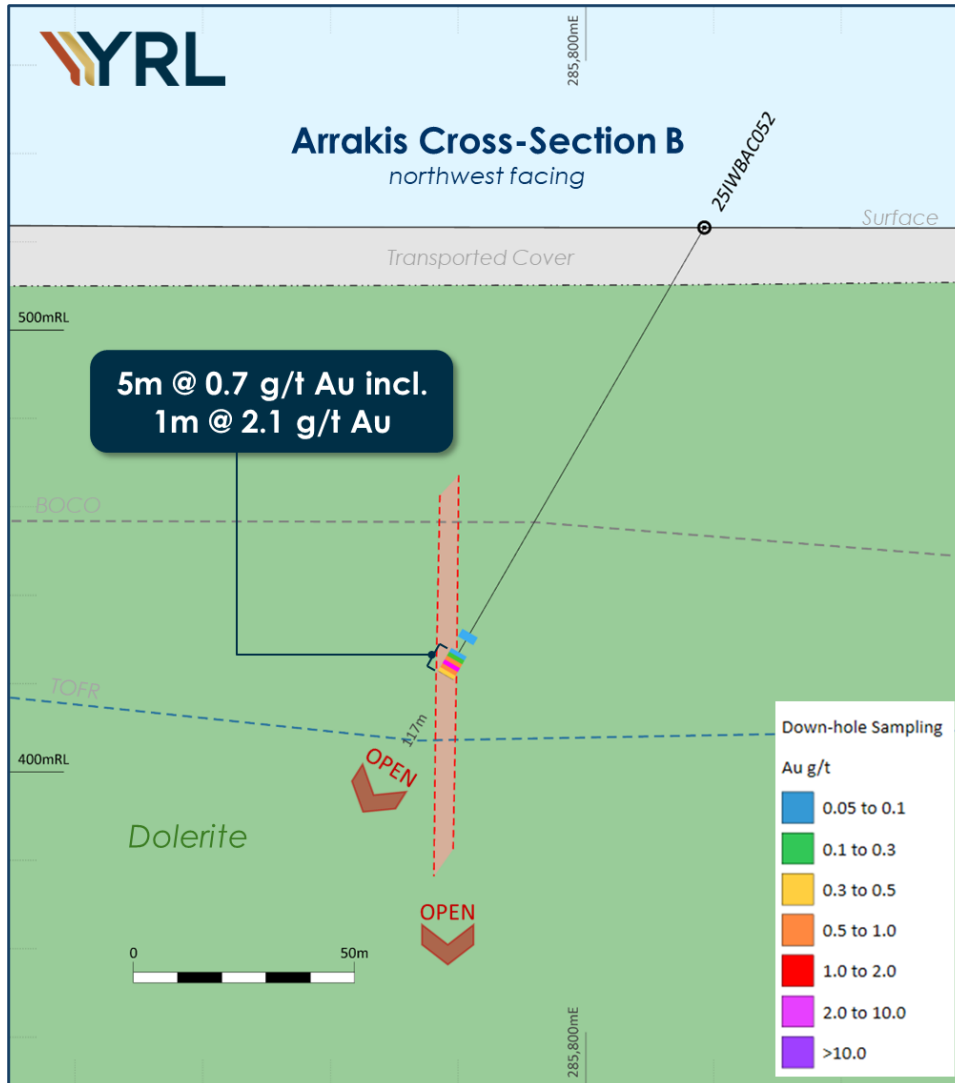 YRL
285,800mE
Arrakis Cross-Section B
northwest facing
25IWBAC052
Surface
Transported Cover
500mRL
5m @ 0.7 g/t Au incl.
1m @ 2.1 g/t Au
BOCO
TOFR
117m
OPEN
400mRL
Dolerite
OPEN
0 50m
285,800mE
Down-hole Sampling
Au g/t
0.05 to 0.1
0.1 to 0.3
0.3 to 0.5
0.5 to 1.0
1.0 to 2.0
2.0 to 10.0
>10.0